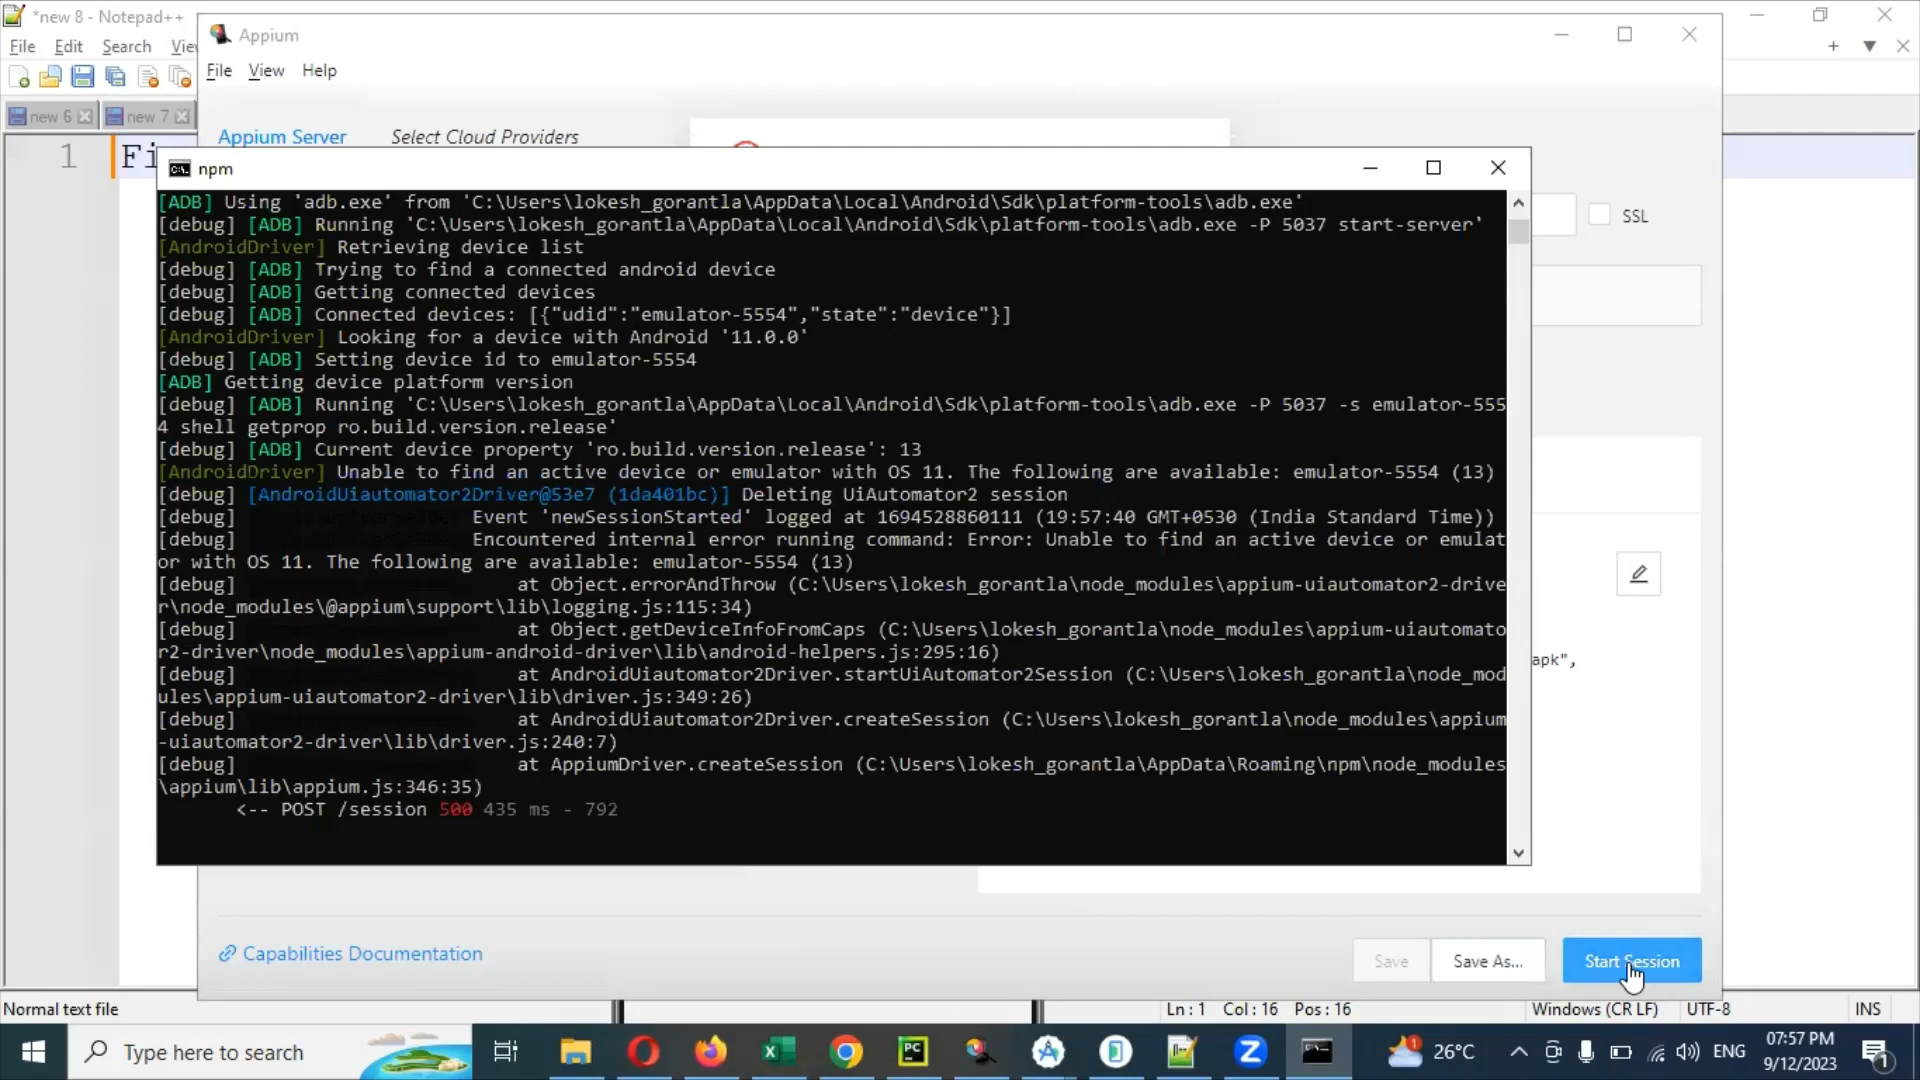 *new 8 - Notepad++
File Edit Search Vie
Appium
File View Help
new 6 new 7
Appium Server Select Cloud Providers
1 Fi
npm
SSL
[ADB] Using 'adb.exe' from 'C:\Users\lokesh_gorantla\AppData\Local\Android\Sdk\platform-tools\adb.exe'
[debug] [ADB] Running 'C:\Users\lokesh_gorantla\AppData\Local\Android\Sdk\platform-tools\adb.exe -P 5037 start-server'
[AndroidDriver] Retrieving device list
[debug] [ADB] Trying to find a connected android device
[debug] [ADB] Getting connected devices
[debug] [ADB] Connected devices: [{"udid":"emulator-5554","state":"device"}]
[AndroidDriver] Looking for a device with Android '11.0.0'
[debug] [ADB] Setting device id to emulator-5554
[ADB] Getting device platform version
[debug] [ADB] Running 'C:\Users\lokesh_gorantla\AppData\Local\Android\Sdk\platform-tools\adb.exe -P 5037 -s emulator-555
4 shell getprop ro.build.version.release'
[debug] [ADB] Current device property 'ro.build.version.release': 13
[AndroidDriver] Unable to find an active device or emulator with OS 11. The following are available: emulator-5554 (13)
[debug] [AndroidUiautomator2Driver@53e7 (1da401bc)] Deleting UiAutomator2 session
[debug] Event 'newSessionStarted' logged at 1694528860111 (19:57:40 GMT+0530 (India Standard Time))
[debug] Encountered internal error running command: Error: Unable to find an active device or emulat
or with OS 11. The following are available: emulator-5554 (13)
[debug] at Object.errorAndThrow (C:\Users\lokesh_gorantla\node_modules\appium-uiautomator2-drive
r\node_modules\@appium\support\lib\logging.js:115:34)
[debug] at Object.getDeviceInfoFromCaps (C:\Users\lokesh_gorantla\node_modules\appium-uiautomato
r2-driver\node_modules\appium-android-driver\lib\android-helpers.js:295:16)
[debug] at AndroidUiautomator2Driver.startUiAutomator2Session (C:\Users\lokesh_gorantla\node_mod
ules\appium-uiautomator2-driver\lib\driver.js:349:26)
[debug] at AndroidUiautomator2Driver.createSession (C:\Users\lokesh_gorantla\node_modules\appium
-uiautomator2-driver\lib\driver.js:240:7)
[debug] at AppiumDriver.createSession (C:\Users\lokesh_gorantla\AppData\Roaming\npm\node_modules
\appium\lib\appium.js:346:35)
<-- POST /session 500 435 ms - 792
apk",
Capabilities Documentation
Save Save As... Start Session
Normal text file Ln : 1 Col : 16 Pos : 16 Windows (CR LF) UTF-8 INS
Type here to search
26°C ENG
07:57 PM
9/12/2023
1